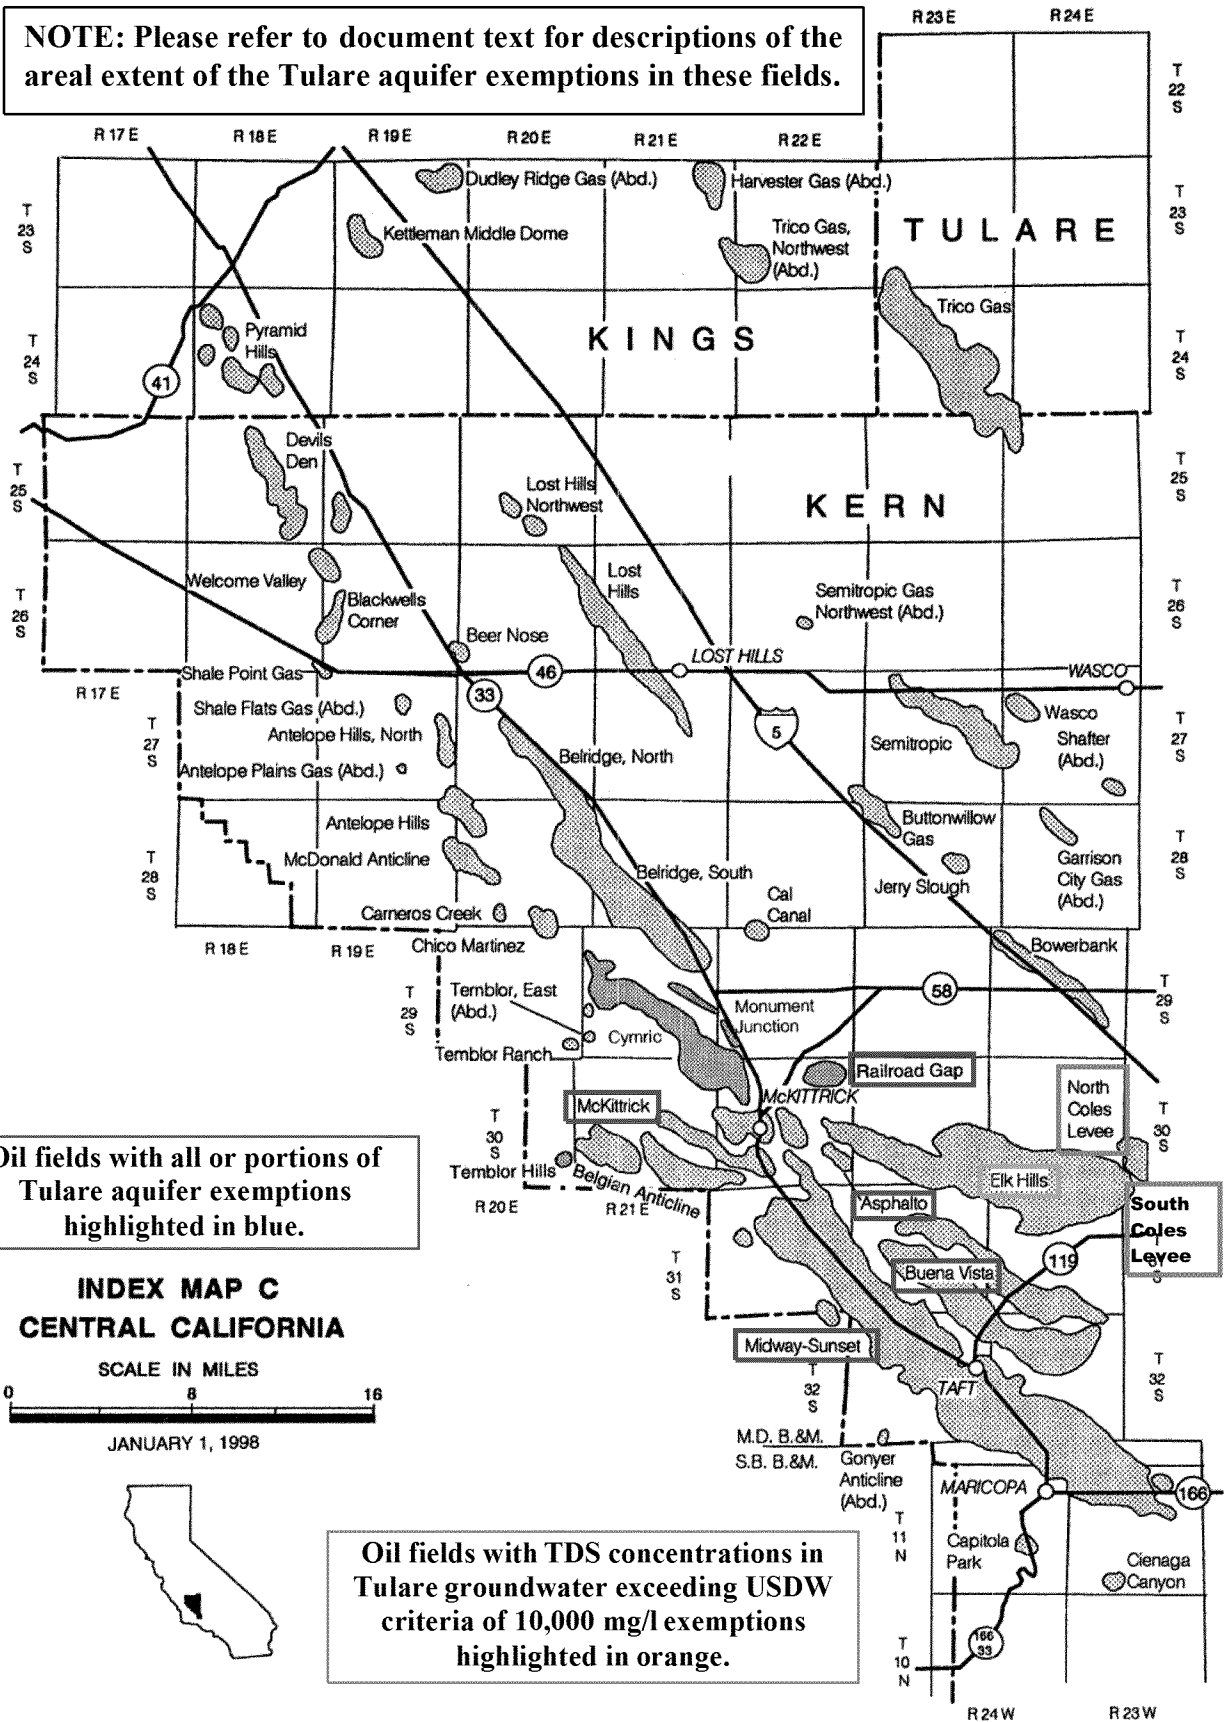 R 23 E
R 24 E
NOTE: Please refer to document text for descriptions of the
areal extent of the Tulare aquifer exemptions in these fields.
T
22
S
R 17 E
R 18 E
R 19 E
R 20 E
R 21 E
R 22 E
Dudley Ridge Gas (Abd.)
Harvester Gas (Abd.)
T
23
S
T
23
S
Kettleman Middle Dome
Trico Gas,
Northwest
(Abd.)
TULARE
Trico Gas
Pyramid
Hills
KINGS
T
24
S
T
24
S
41
Devils
Den
T
25
S
T
25
S
Lost Hills
Northwest
KERN
Welcome Valley
Lost
Hills
Semitropic Gas
Northwest (Abd.)
T
26
S
T
26
S
Blackwells
Corner
Beer Nose
LOST HILLS
WASCO
Shale Point Gas
46
33
R 17 E
Shale Flats Gas (Abd.)
Antelope Hills, North
T
27
S
5
Wasco
Semitropic
Shafter
(Abd.)
T
27
S
Belridge, North
Antelope Plains Gas (Abd.)
Antelope Hills
Buttonwillow
Gas
McDonald Anticline
T
28
S
Belridge, South
Jerry Slough
Garrison
City Gas
(Abd.)
T
28
S
Carneros Creek
Cal
Canal
R 18 E
R 19 E
Chico Martinez
Bowerbank
T
29
S
Temblor, East
(Abd.)
Monument
Junction
58
T
29
S
Cymric
Temblor Ranch
Railroad Gap
McKITTRICK
North
Coles
Levee
McKittrick
T
30
S
T
30
S
Oil fields with all or portions of
Tulare aquifer exemptions
highlighted in blue.
Temblor Hills
Belgian Anticline
Elk Hills
R 20 E
R 21 E
Asphalto
South
Coles
Levee
T
31
S
119
Buena Vista
INDEX MAP C
CENTRAL CALIFORNIA
Midway-Sunset
SCALE IN MILES
0
8
16
T
32
S
TAFT
T
32
S
JANUARY 1, 1998
M.D. B.&M.
S.B. B.&M.
Gonyer
Anticline
(Abd.)
MARICOPA
166
T
11
N
Capitola
Park
Cienaga
Canyon
Oil fields with TDS concentrations in
Tulare groundwater exceeding USDW
criteria of 10,000 mg/l exemptions
highlighted in orange.
166
33
T
10
N
R 24 W
R 23 W